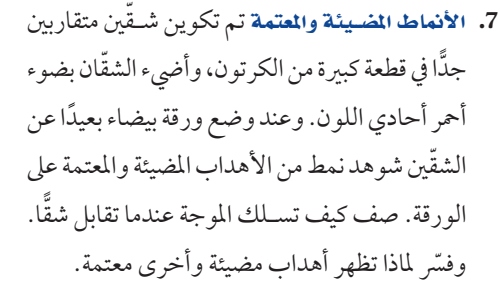 7. الأنماط المضيئة والمعتمة تم تكوين شقّين متقاربين
جدًّا في قطعة كبيرة من الكرتون، وأضيء الشقّان بضوء
أحمر أحادي اللون. وعند وضع ورقة بيضاء بعيدًا عن
الشقّين شوهد نمط من الأهداب المضيئة والمعتمة على
الورقة. صف كيف تسلك الموجة عندما تقابل شقًّا.
وفسّر لماذا تظهر أهداب مضيئة وأخرى معتمة.